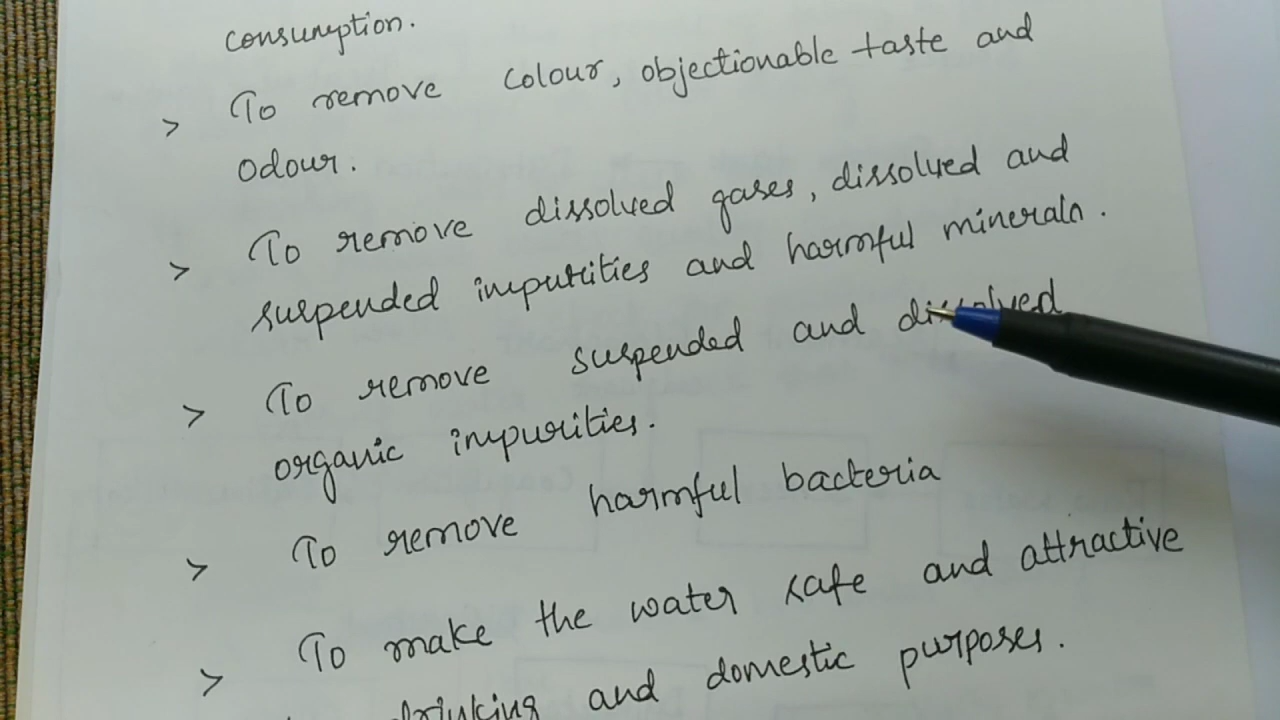 consumption.
> To remove colour, objectionable taste and
odour.
> To remove dissolved gases, dissolved and
suspended impurities and harmful minerals.
> To remove suspended and dissolved
organic impurities.
> To remove harmful bacteria
> To make the water safe and attractive
drinking and domestic purposes.